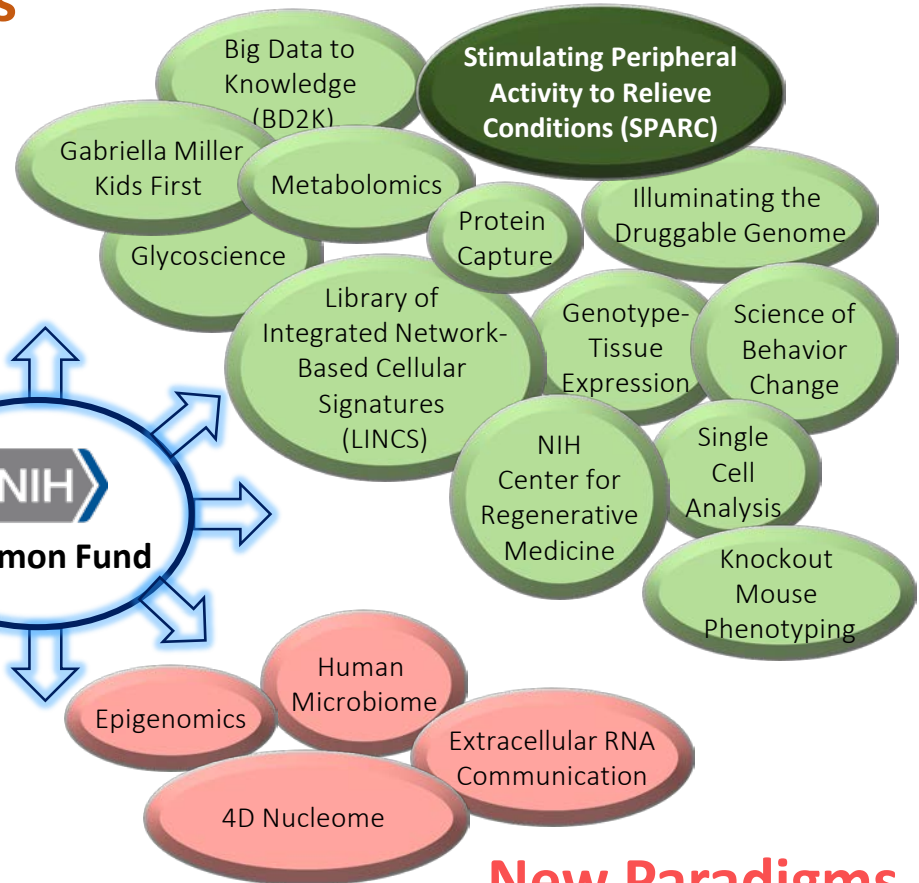 s
Big Data to
Knowledge
(BD2K)
Stimulating Peripheral
Activity to Relieve
Conditions (SPARC)
Gabriella Miller
Kids First
Metabolomics
Glycoscience
Protein
Capture
Illuminating the
Druggable Genome
Library of
Integrated Network-
Based Cellular
Signatures
(LINCS)
Genotype-
Tissue
Expression
Science of
Behavior
Change
NIH
Center for
Regenerative
Medicine
Single
Cell
Analysis
Knockout
Mouse
Phenotyping
NIH
mon Fund
Human
Microbiome
Epigenomics
Extracellular RNA
Communication
4D Nucleome
New Paradigms